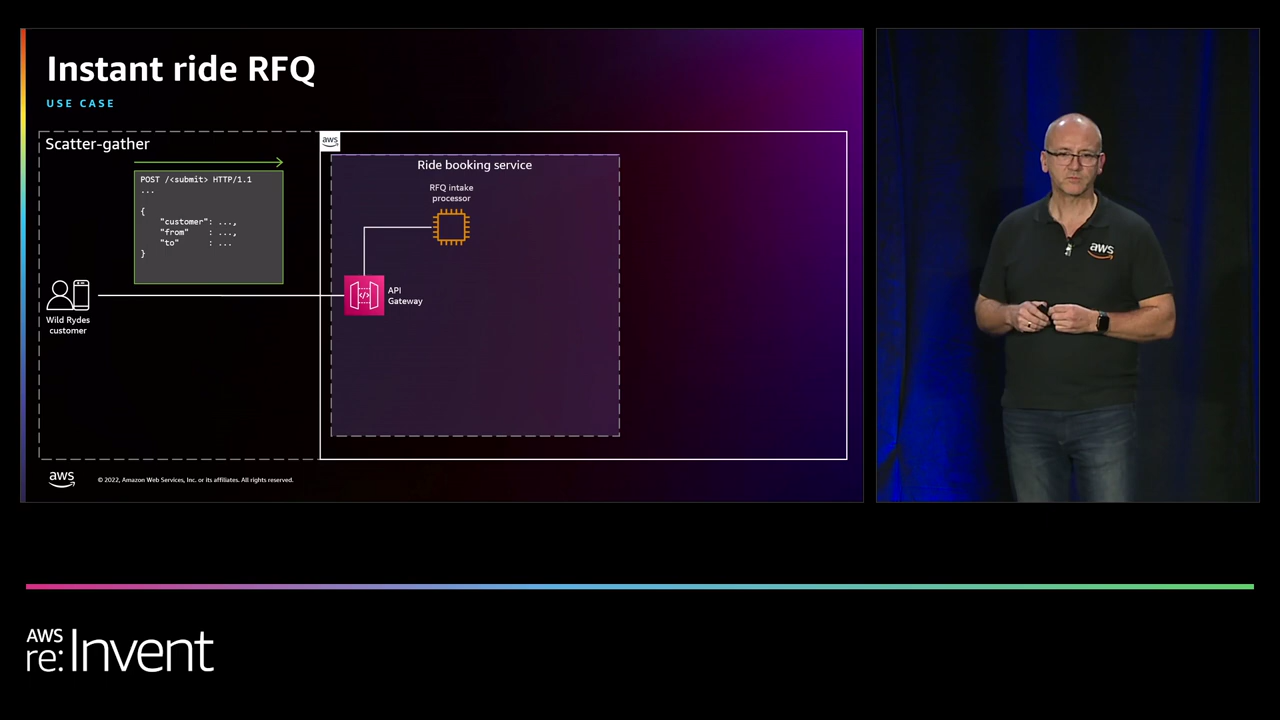 Instant ride RFQ
USE CASE
Scatter-gather
POST /<submit> HTTP/1.1
...
{
"customer": ...,
"from" : ...,
"to" : ...
}
Wild Rydes
customer
aws
Ride booking service
RFQ intake
processor
API
Gateway
aws
© 2022, Amazon Web Services, Inc. or its affiliates. All rights reserved.
aws
AWS
re:Invent